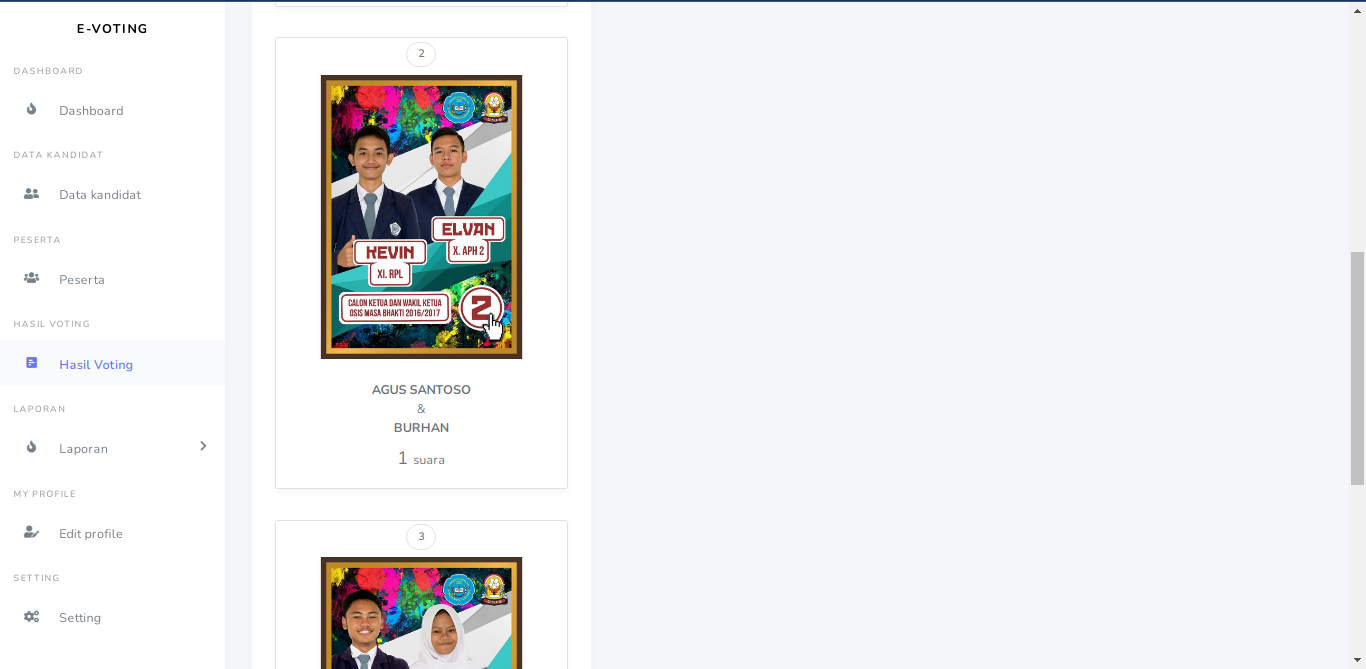 E-VOTING
DASHBOARD
Dashboard
DATA KANDIDAT
Data kandidat
PESERTA
Peserta
HASIL VOTING
Hasil Voting
LAPORAN
Laporan
MY PROFILE
Edit profile
SETTING
Setting
2
ELVAN
X. APH 2
KEVIN
XI. RPL
CALON KETUA DAN WAKIL KETUA
OSIS MASA BHAKTI 2016/2017
2
AGUS SANTOSO
&
BURHAN
1 suara
3